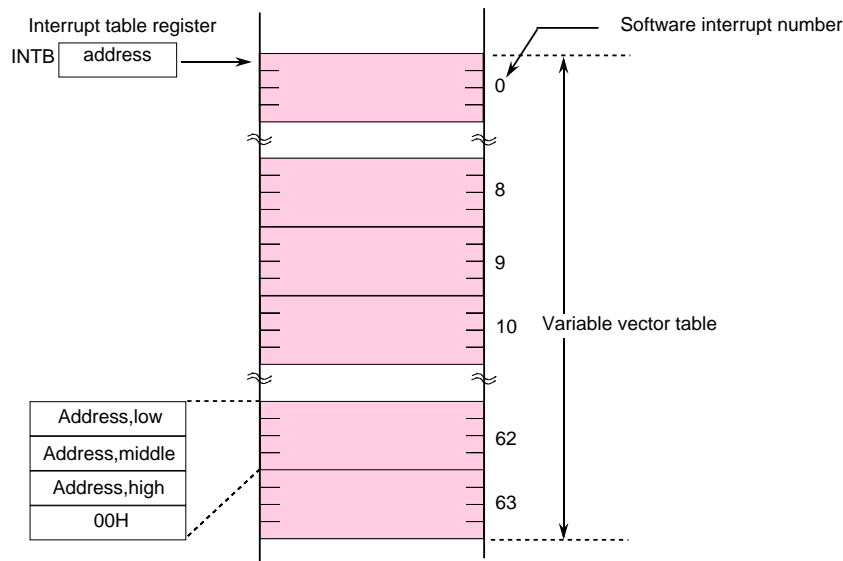 Interrupt table register
Software interrupt number
INTB
address
0
8
9
10
Variable vector table
Address,low
Address,middle
Address,high
00H
62
63